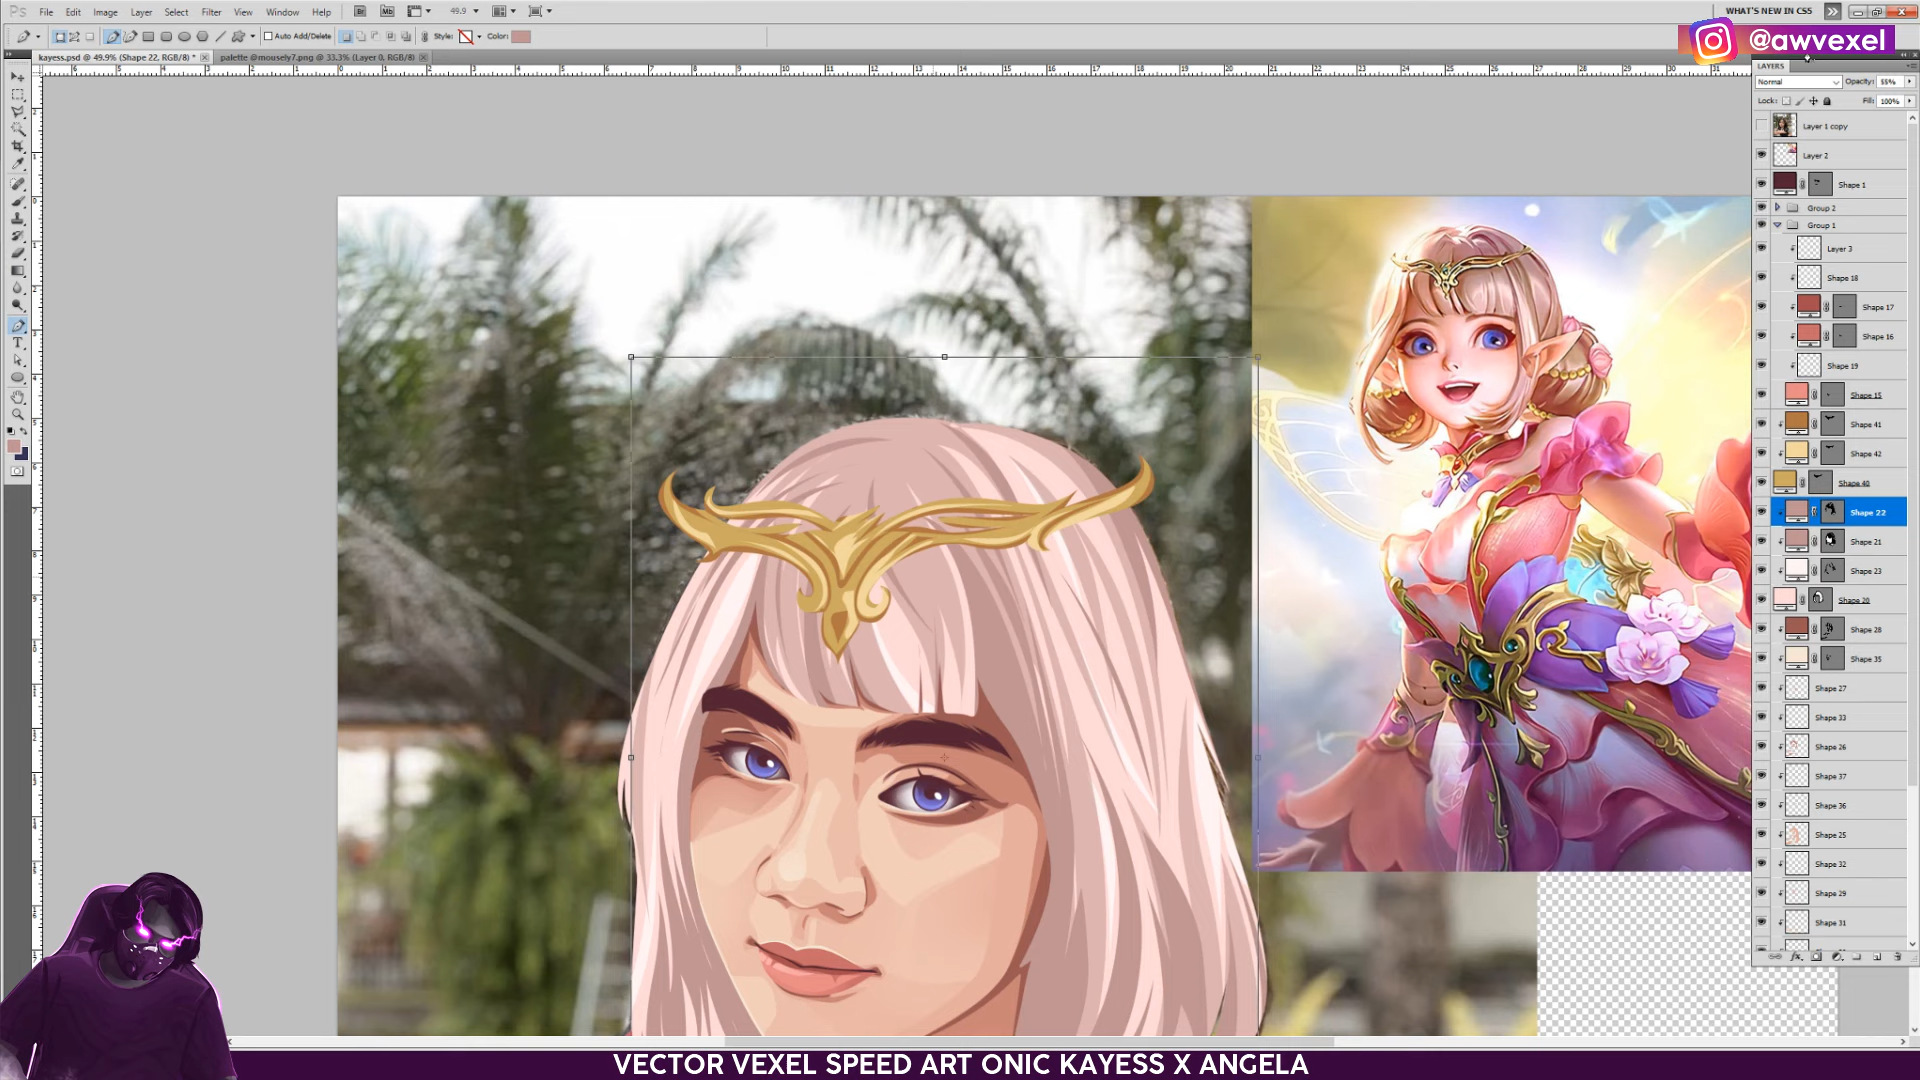 Ps File Edit Image Layer Select Filter View Window Help Br Mb 49.9 WHAT'S NEW IN CS5
Auto Add/Delete Style: Color:
@awvexel
kayess.psd @ 49.9% (Shape 22, RGB/8) * palette @mousely7.png @ 33.3% (Layer 0, RGB/8)
LAYERS
Normal Opacity: 55%
Lock: Fill: 100%
Layer 1 copy
Layer 2
Shape 1
Group 2
Group 1
Layer 3
Shape 18
Shape 17
Shape 16
Shape 19
Shape 15
Shape 41
Shape 42
Shape 40
Shape 22
Shape 21
Shape 23
Shape 20
Shape 28
Shape 35
Shape 27
Shape 33
Shape 26
Shape 37
Shape 36
Shape 25
Shape 32
Shape 29
Shape 31
VECTOR VEXEL SPEED ART ONIC KAYESS X ANGELA